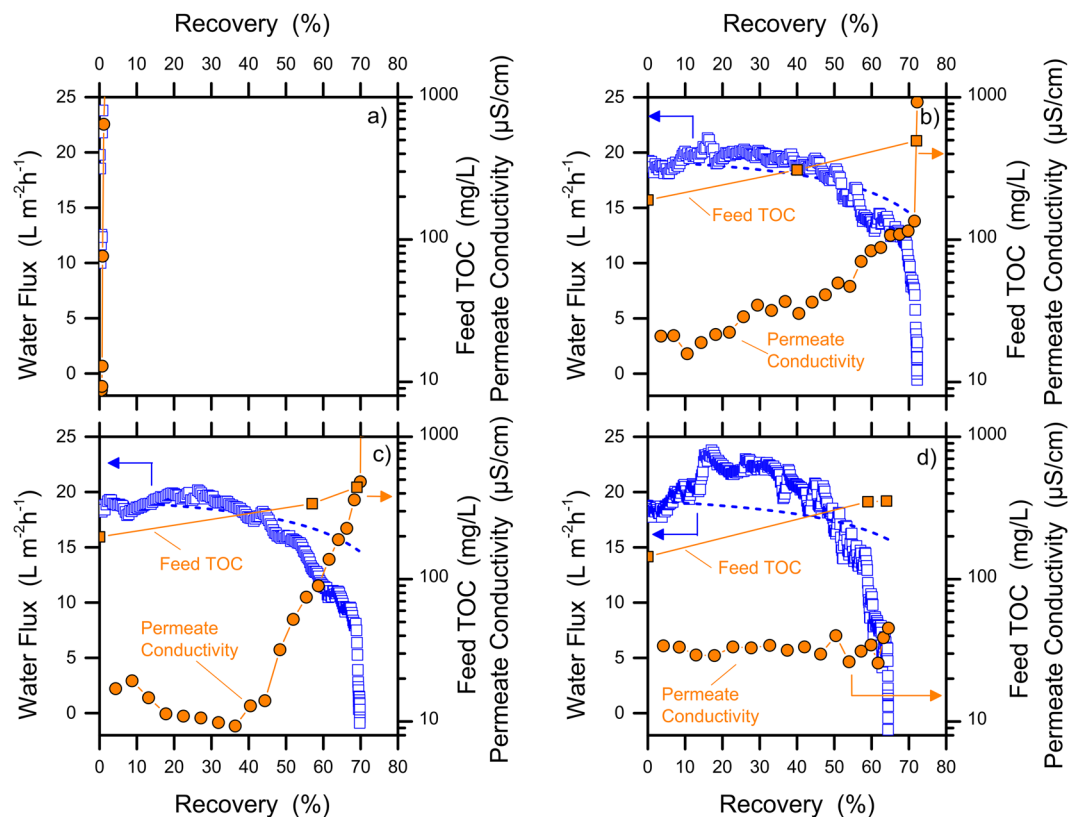 Recovery (%)
Recovery (%)
0 10 20 30 40 50 60 70 80
0 10 20 30 40 50 60 70 80
25
20
15
10
5
0
Water Flux (L m⁻²h⁻¹)
a)
1000
100
10
Feed TOC (mg/L)
Permeate Conductivity (µS/cm)
25
20
15
10
5
0
Water Flux (L m⁻²h⁻¹)
b)
Feed TOC
Permeate
Conductivity
1000
100
10
Feed TOC (mg/L)
Permeate Conductivity (µS/cm)
25
20
15
10
5
0
Water Flux (L m⁻²h⁻¹)
c)
Feed TOC
Permeate
Conductivity
1000
100
10
Feed TOC (mg/L)
Permeate Conductivity (µS/cm)
25
20
15
10
5
0
Water Flux (L m⁻²h⁻¹)
d)
Feed TOC
Permeate
Conductivity
1000
100
10
Feed TOC (mg/L)
Permeate Conductivity (µS/cm)
0 10 20 30 40 50 60 70 80
0 10 20 30 40 50 60 70 80
Recovery (%)
Recovery (%)